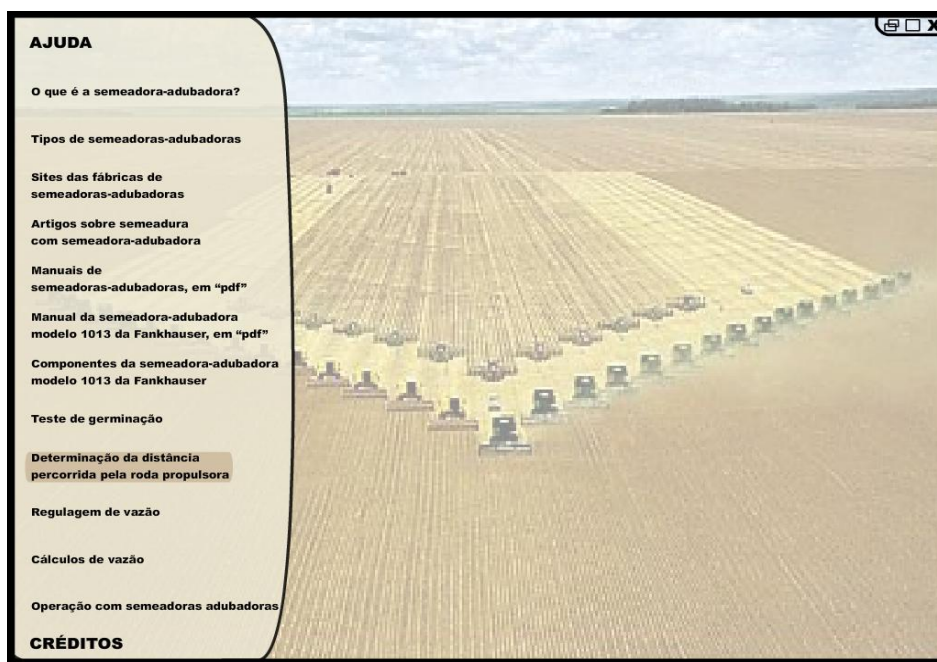 AJUDA
O que é a semeadora-adubadora?
Tipos de semeadoras-adubadoras
Sites das fábricas de
semeadoras-adubadoras
Artigos sobre semeadura
com semeadora-adubadora
Manuais de
semeadoras-adubadoras, em “pdf”
Manual da semeadora-adubadora
modelo 1013 da Fankhauser, em “pdf”
Componentes da semeadora-adubadora
modelo 1013 da Fankhauser
Teste de germinação
Determinação da distância
percorrida pela roda propulsora
Regulagem de vazão
Cálculos de vazão
Operação com semeadoras adubadoras
CRÉDITOS